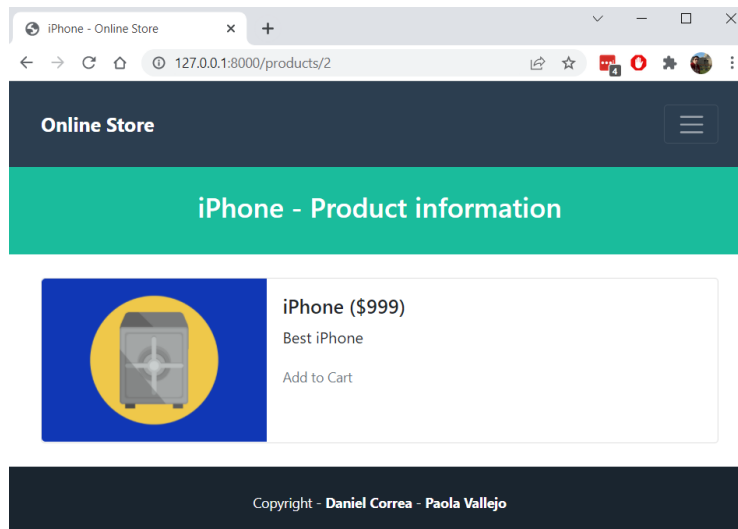 iPhone - Online Store
127.0.0.1:8000/products/2
4
Online Store
iPhone - Product information
iPhone ($999)
Best iPhone
Add to Cart
Copyright - Daniel Correa - Paola Vallejo